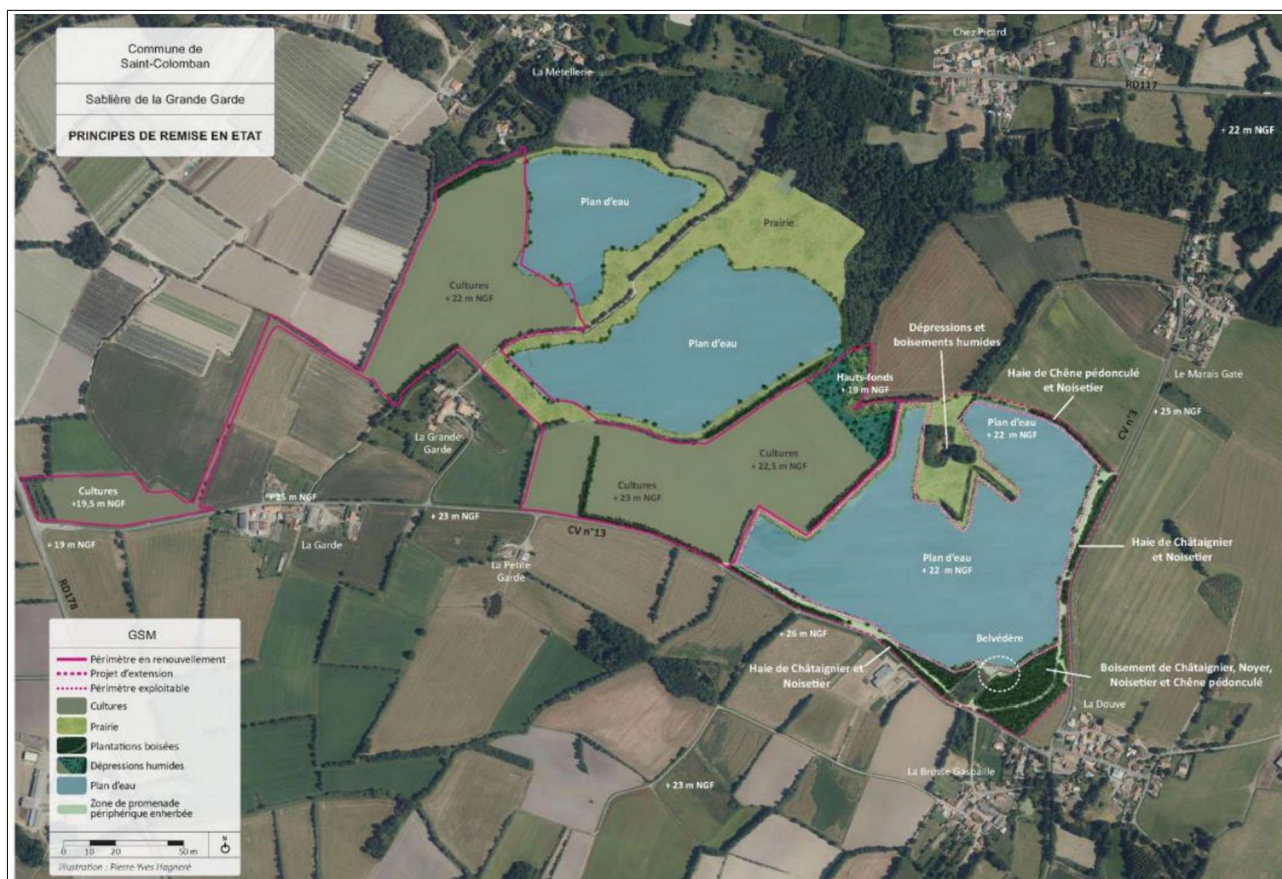 Commune de
Saint-Colomban
Sablière de la Grande Garde
PRINCIPES DE REMISE EN ETAT
Chez Picard
La Métellerie
RD117
+ 22 m NGF
Plan d'eau
Prairie
Cultures
+ 22 m NGF
Plan d'eau
Dépressions et
boisements humides
Haie de Chêne pédonculé
et Noisetier
Le Marais Gaté
Hauts-fonds
+ 19 m NGF
+ 25 m NGF
CV n°3
La Grande
Garde
Plan d'eau
+ 22 m NGF
Cultures
+ 22,5 m NGF
Cultures
+ 23 m NGF
Cultures
+19,5 m NGF
+ 25 m NGF
+ 23 m NGF
CV n°13
La Garde
+ 19 m NGF
RD178
La Petite
Garde
Plan d'eau
+ 22 m NGF
Haie de Châtaignier
et Noisetier
+ 26 m NGF
Belvédère
Haie de Châtaignier et
Noisetier
Boisement de Châtaignier, Noyer,
Noisetier et Chêne pédonculé
La Douve
La Brosse Gaspaille
+ 23 m NGF
GSM
Périmètre en renouvellement
Projet d'extension
Périmètre exploitable
Cultures
Prairie
Plantations boisées
Dépressions humides
Plan d'eau
Zone de promenade
périphérique enherbée
0 10 20 50 m
N
Illustration : Pierre-Yves Hagneré